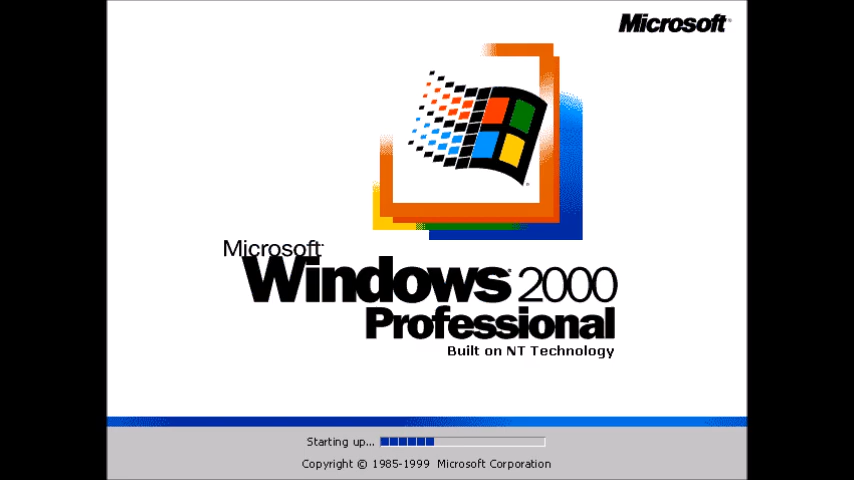 Microsoft
Microsoft
Windows 2000
Professional
Built on NT Technology
Starting up...
Copyright © 1985-1999 Microsoft Corporation